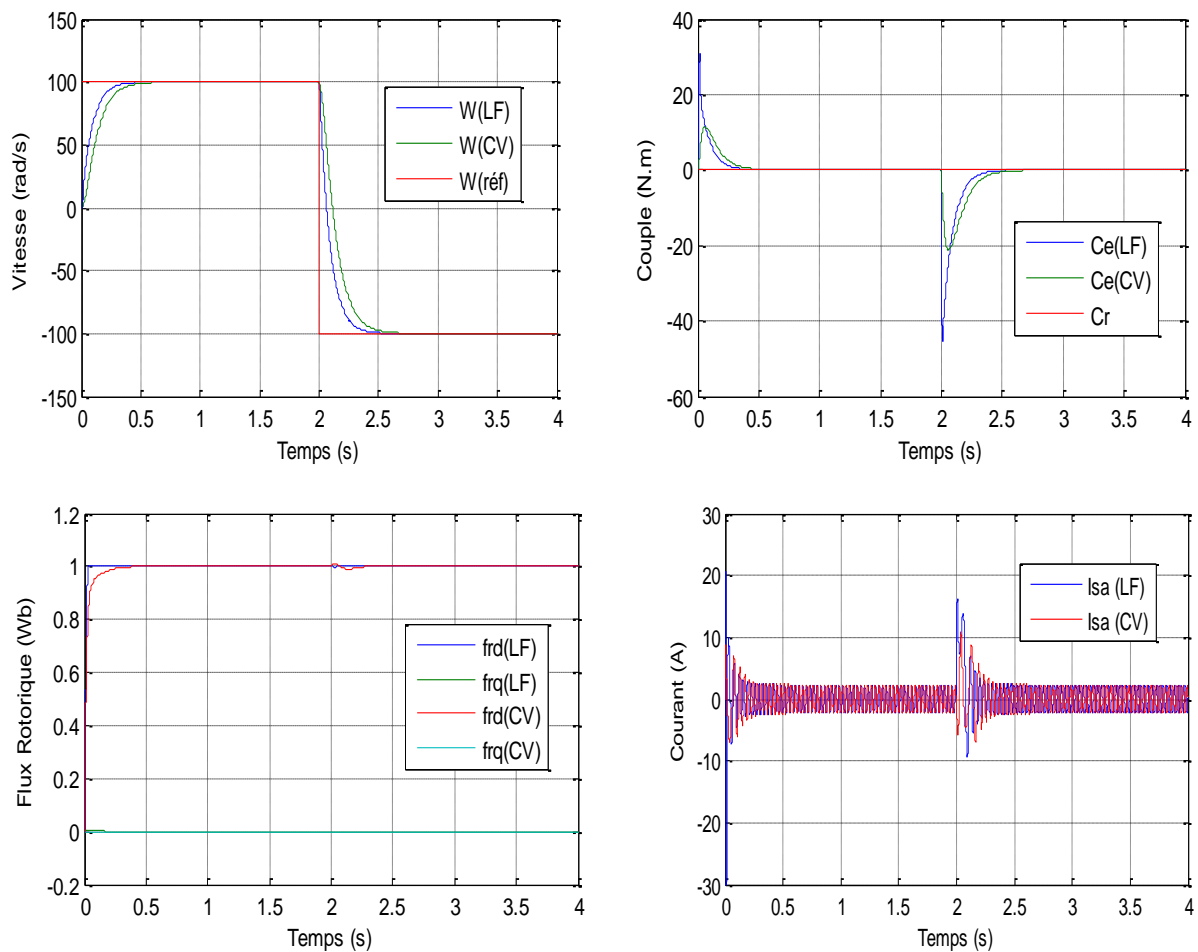 150
100
50
0
-50
-100
-150
Vitesse (rad/s)
W(LF)
W(CV)
W(réf)
0 0.5 1 1.5 2 2.5 3 3.5 4
Temps (s)
40
20
0
-20
-40
-60
Couple (N.m)
Ce(LF)
Ce(CV)
Cr
0 0.5 1 1.5 2 2.5 3 3.5 4
Temps (s)
1.2
1
0.8
0.6
0.4
0.2
0
-0.2
Flux Rotorique (Wb)
frd(LF)
frq(LF)
frd(CV)
frq(CV)
0 0.5 1 1.5 2 2.5 3 3.5 4
Temps (s)
30
20
10
0
-10
-20
-30
Courant (A)
Isa (LF)
Isa (CV)
0 0.5 1 1.5 2 2.5 3 3.5 4
Temps (s)